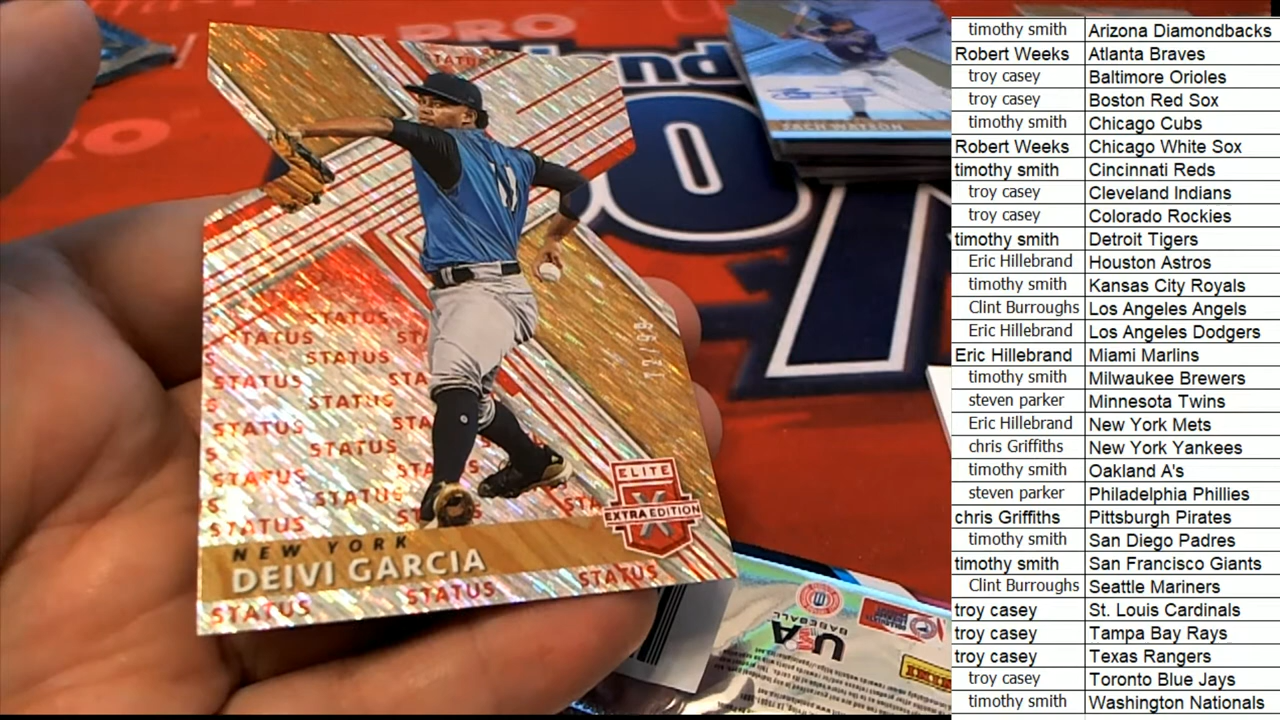 STATUS
NEW YORK
DEIVI GARCIA
ELITE
X
EXTRA EDITION
STATUS STATUS STATUS
ZACH WATSON
PRO
nd
PANINI
BASEBALL
timothy smith Arizona Diamondbacks
Robert Weeks Atlanta Braves
troy casey Baltimore Orioles
troy casey Boston Red Sox
timothy smith Chicago Cubs
Robert Weeks Chicago White Sox
timothy smith Cincinnati Reds
troy casey Cleveland Indians
troy casey Colorado Rockies
timothy smith Detroit Tigers
Eric Hillebrand Houston Astros
timothy smith Kansas City Royals
Clint Burroughs Los Angeles Angels
Eric Hillebrand Los Angeles Dodgers
Eric Hillebrand Miami Marlins
timothy smith Milwaukee Brewers
steven parker Minnesota Twins
Eric Hillebrand New York Mets
chris Griffiths New York Yankees
timothy smith Oakland A's
steven parker Philadelphia Phillies
chris Griffiths Pittsburgh Pirates
timothy smith San Diego Padres
timothy smith San Francisco Giants
Clint Burroughs Seattle Mariners
troy casey St. Louis Cardinals
troy casey Tampa Bay Rays
troy casey Texas Rangers
troy casey Toronto Blue Jays
timothy smith Washington Nationals